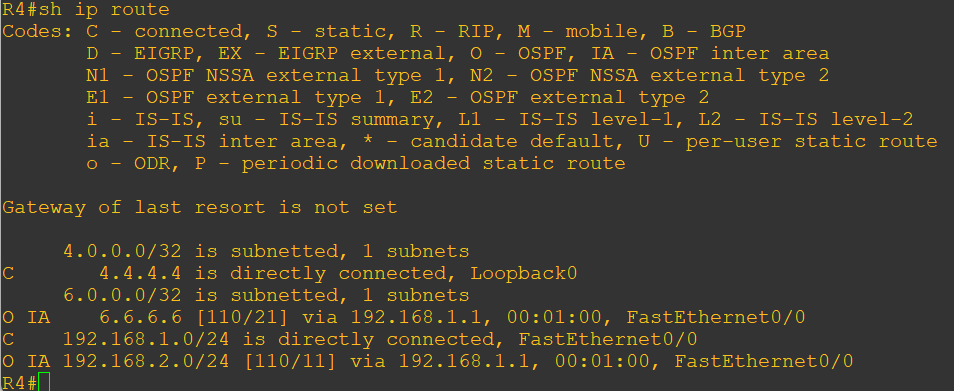 R4#sh ip route
Codes: C - connected, S - static, R - RIP, M - mobile, B - BGP
       D - EIGRP, EX - EIGRP external, O - OSPF, IA - OSPF inter area
       N1 - OSPF NSSA external type 1, N2 - OSPF NSSA external type 2
       E1 - OSPF external type 1, E2 - OSPF external type 2
       i - IS-IS, su - IS-IS summary, L1 - IS-IS level-1, L2 - IS-IS level-2
       ia - IS-IS inter area, * - candidate default, U - per-user static route
       o - ODR, P - periodic downloaded static route

Gateway of last resort is not set

     4.0.0.0/32 is subnetted, 1 subnets
C       4.4.4.4 is directly connected, Loopback0
     6.0.0.0/32 is subnetted, 1 subnets
O IA    6.6.6.6 [110/21] via 192.168.1.1, 00:01:00, FastEthernet0/0
C    192.168.1.0/24 is directly connected, FastEthernet0/0
O IA 192.168.2.0/24 [110/11] via 192.168.1.1, 00:01:00, FastEthernet0/0
R4#